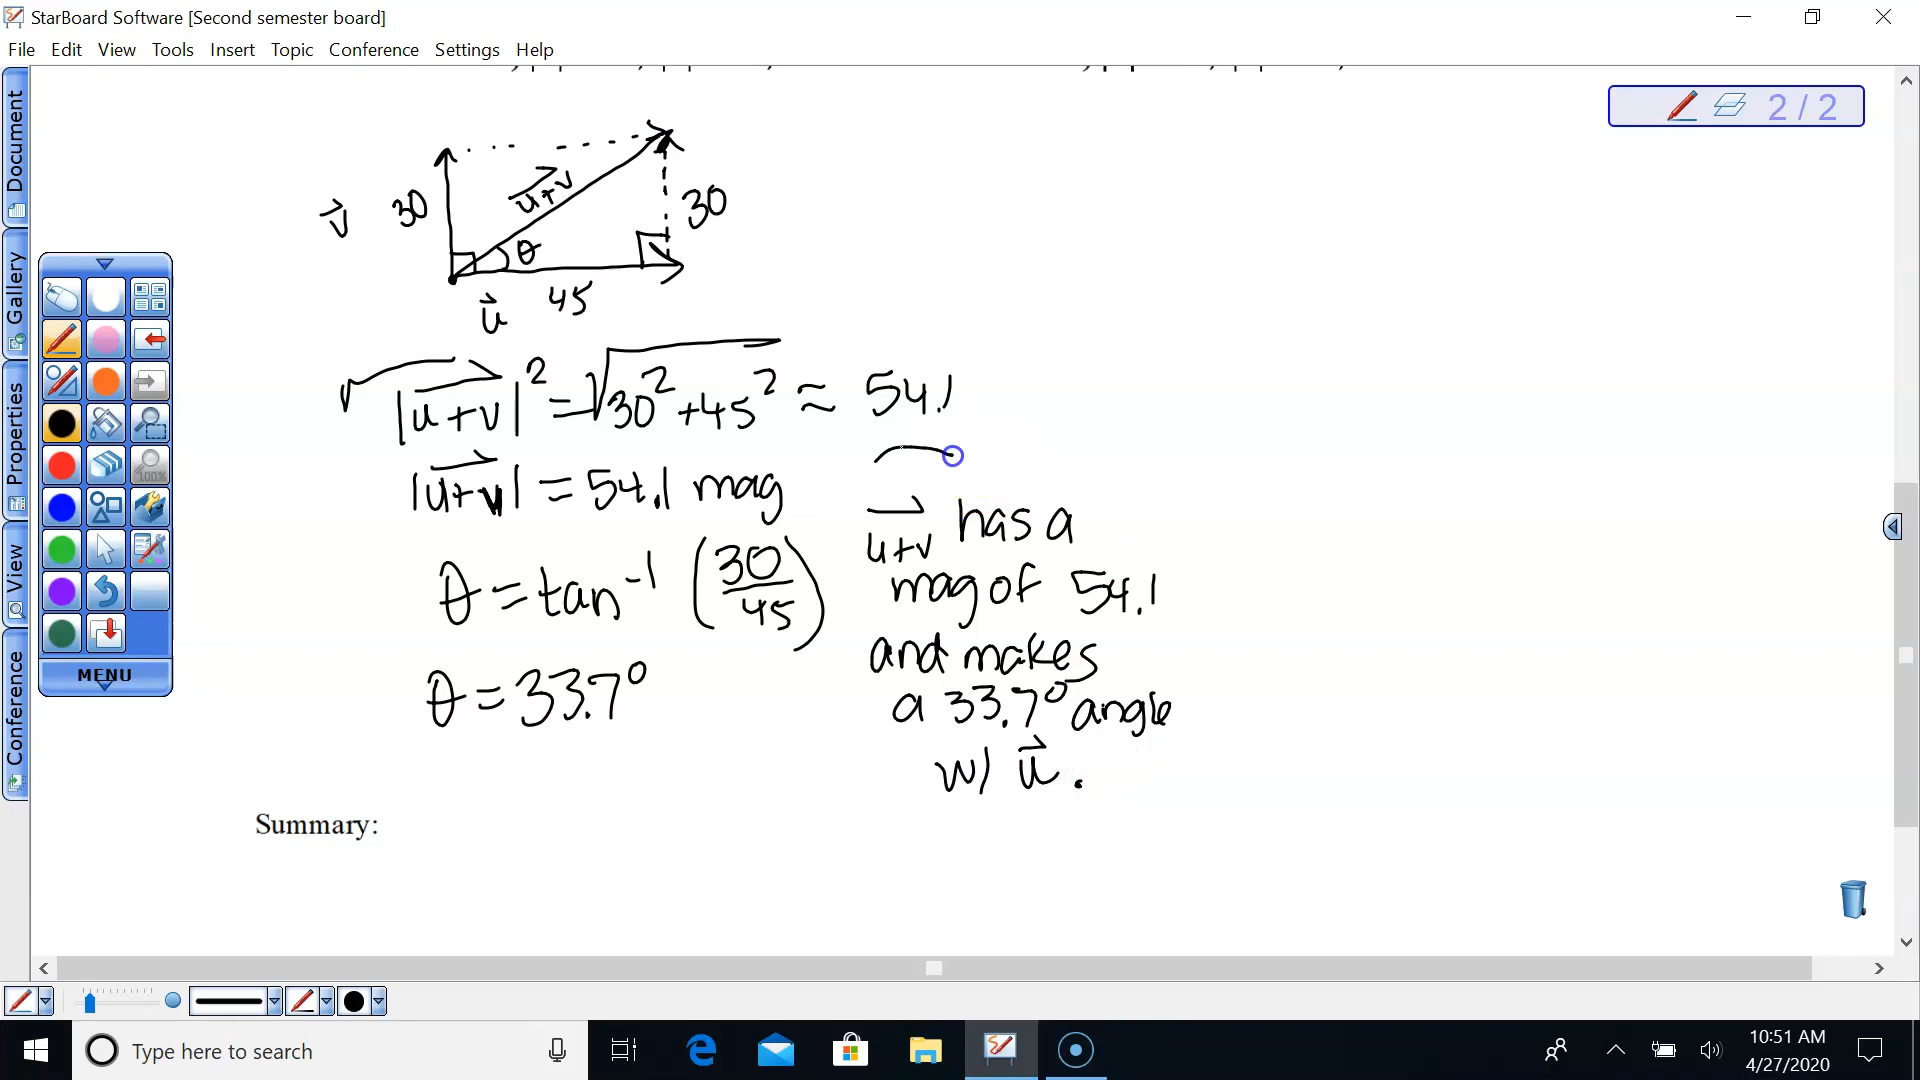 StarBoard Software [Second semester board]
File Edit View Tools Insert Topic Conference Settings Help
Document
Gallery
Properties
View
Conference
2 / 2
MENU
100%
v 30 u+v θ 30
u 45
√|u+v|² = √30²+45² ≈ 54.1
|u+v| = 54.1 mag
θ = tan⁻¹ (30/45)
θ = 33.7°
u+v has a
mag of 54.1
and makes
a 33.7° angle
w/ u.
Summary:
Type here to search
10:51 AM
4/27/2020